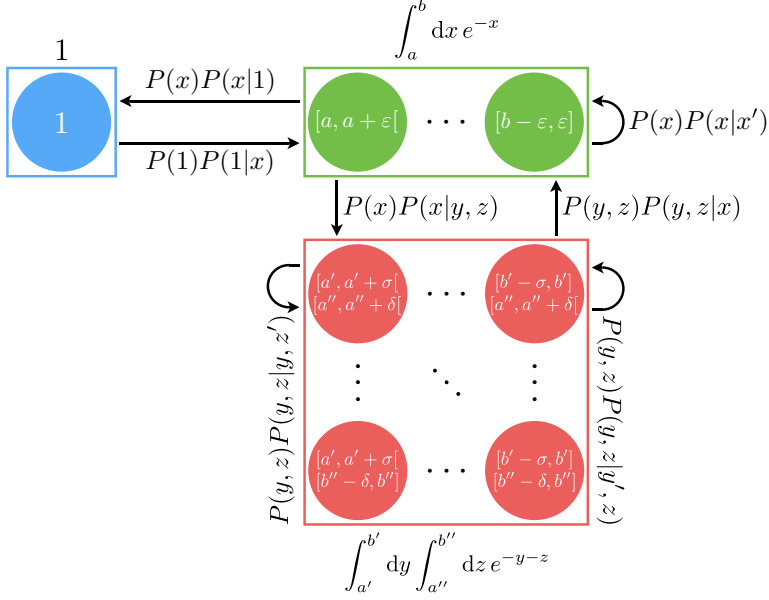 ∫_a^b dx e^{-x}
1
P(x)P(x|1)
1
[a, a + ε[
· · ·
[b − ε, ε]
P(x)P(x|x′)
P(1)P(1|x)
P(x)P(x|y, z)
P(y, z)P(y, z|x)
[a′, a′ + σ[
[a′′, a′′ + δ[
· · ·
[b′ − σ, b′]
[a′′, a′′ + δ[
P(y, z)P(y, z|y, z′)
P(y, z)P(y, z|y′, z)
[a′, a′ + σ[
[b′′ − δ, b′′]
· · ·
[b′ − σ, b′]
[b′′ − δ, b′′]
∫_{a′}^{b′} dy ∫_{a′′}^{b′′} dz e^{−y−z}